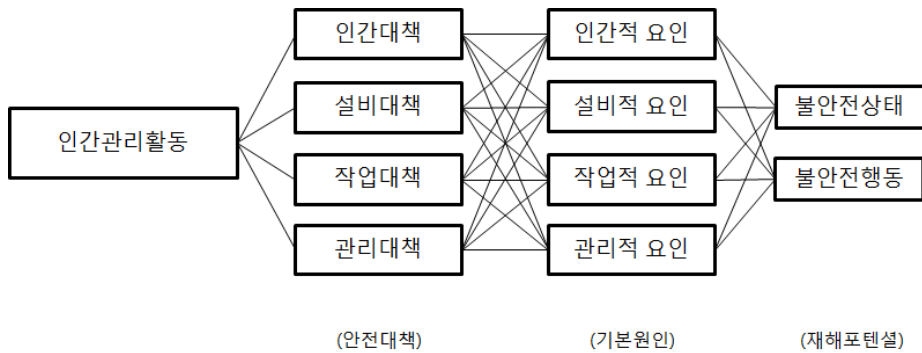 인간관리활동
인간대책
설비대책
작업대책
관리대책
인간적 요인
설비적 요인
작업적 요인
관리적 요인
불안전상태
불안전행동
(안전대책)
(기본원인)
(재해포텐셜)